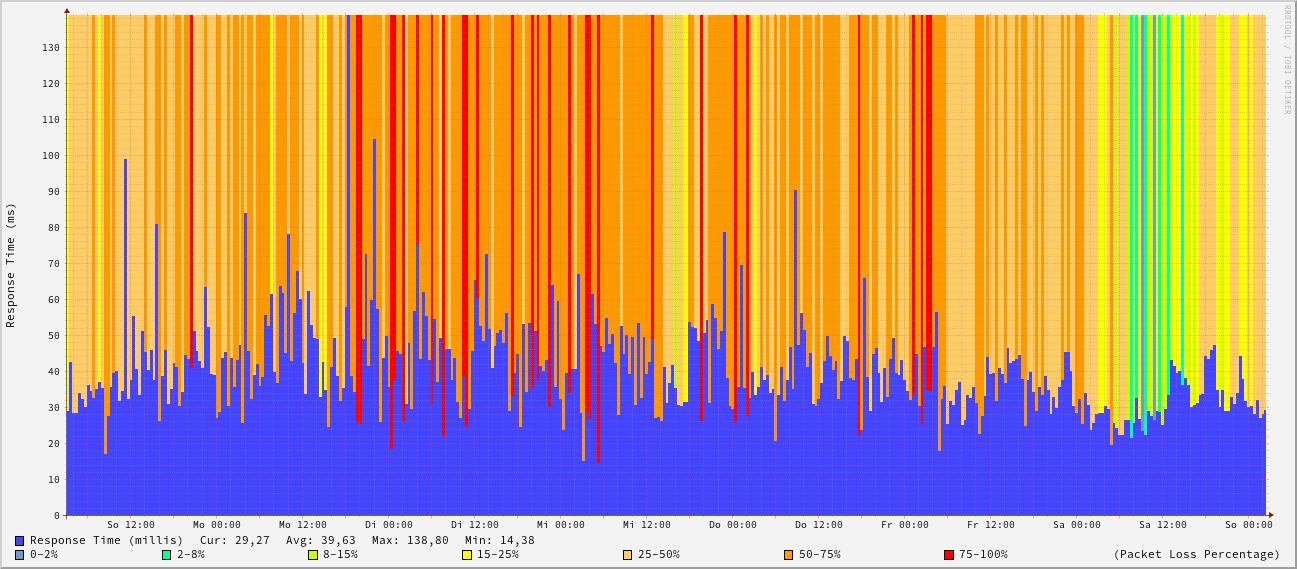 RRDTOOL / TOBI OETIKER
Response Time (ms)
130
120
110
100
90
80
70
60
50
40
30
20
10
0
So 12:00 Mo 00:00 Mo 12:00 Di 00:00 Di 12:00 Mi 00:00 Mi 12:00 Do 00:00 Do 12:00 Fr 00:00 Fr 12:00 Sa 00:00 Sa 12:00 So 00:00
Response Time (millis) Cur: 29,27 Avg: 39,63 Max: 138,80 Min: 14,38
0-2% 2-8% 8-15% 15-25% 25-50% 50-75% 75-100% (Packet Loss Percentage)